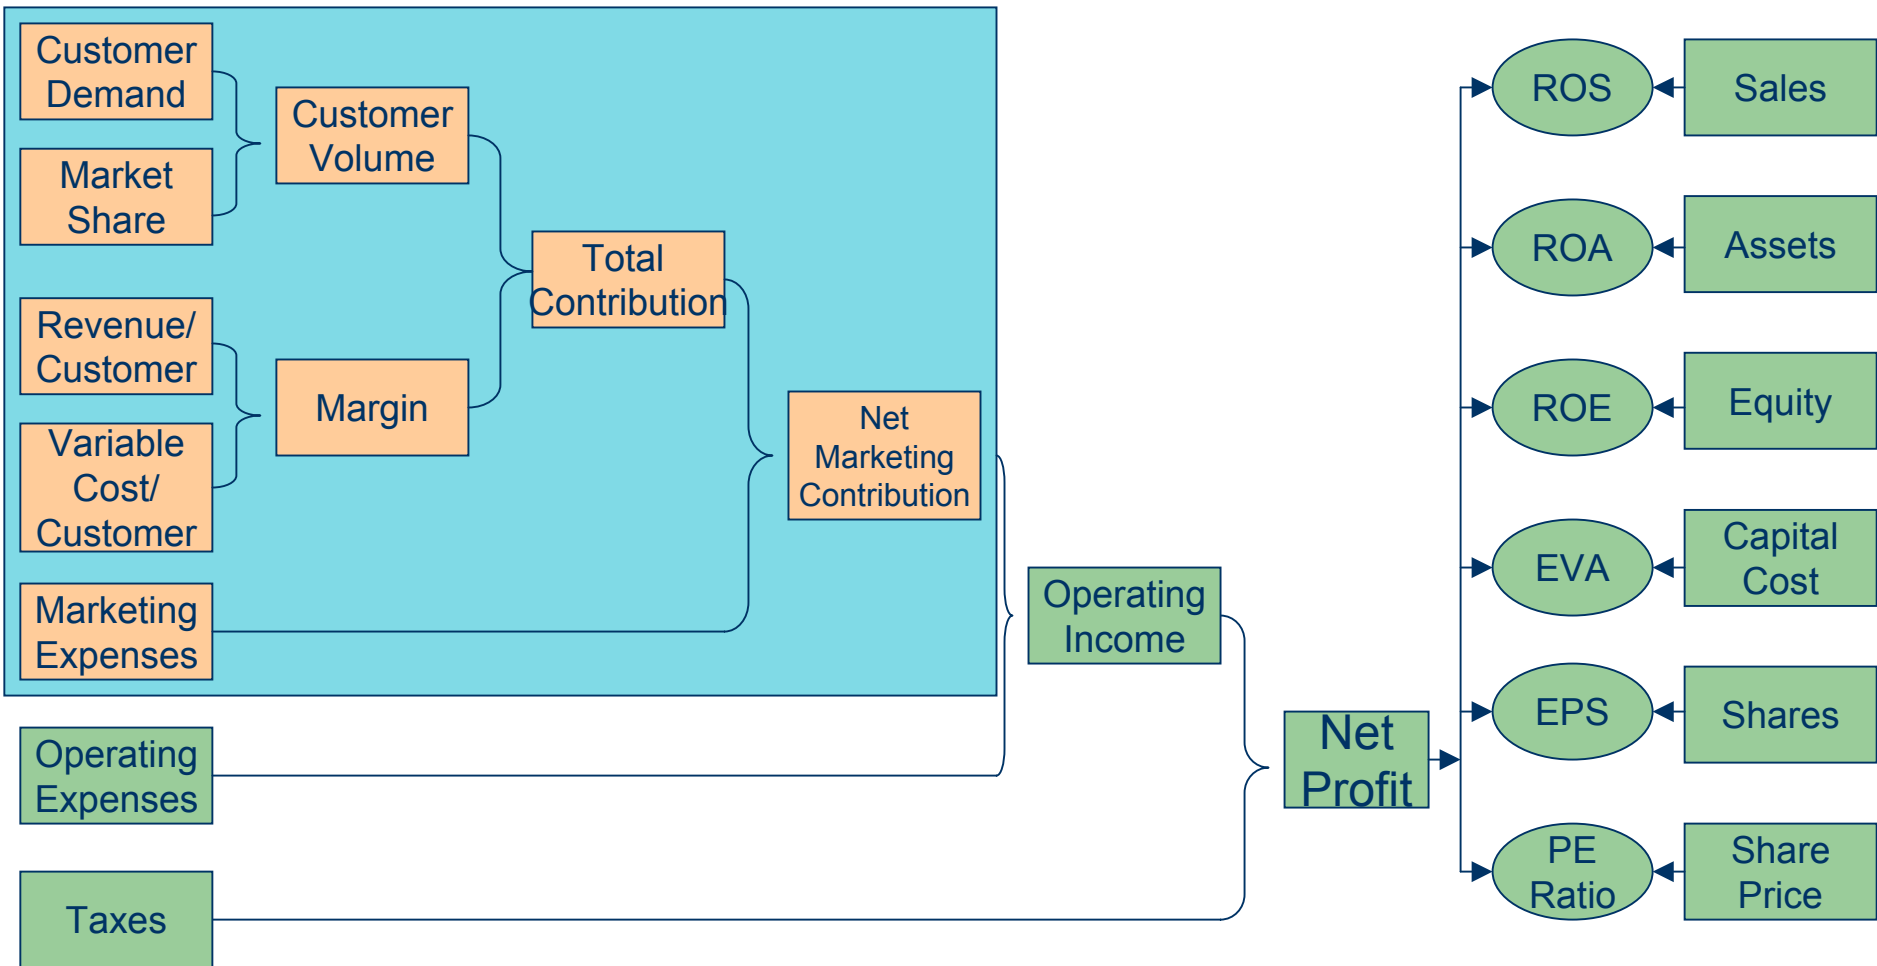 Customer
Demand
Market
Share
Revenue/
Customer
Variable
Cost/
Customer
Marketing
Expenses
Operating
Expenses
Taxes
Customer
Volume
Margin
Total
Contribution
Net
Marketing
Contribution
Operating
Income
Net
Profit
ROS
ROA
ROE
EVA
EPS
PE
Ratio
Sales
Assets
Equity
Capital
Cost
Shares
Share
Price